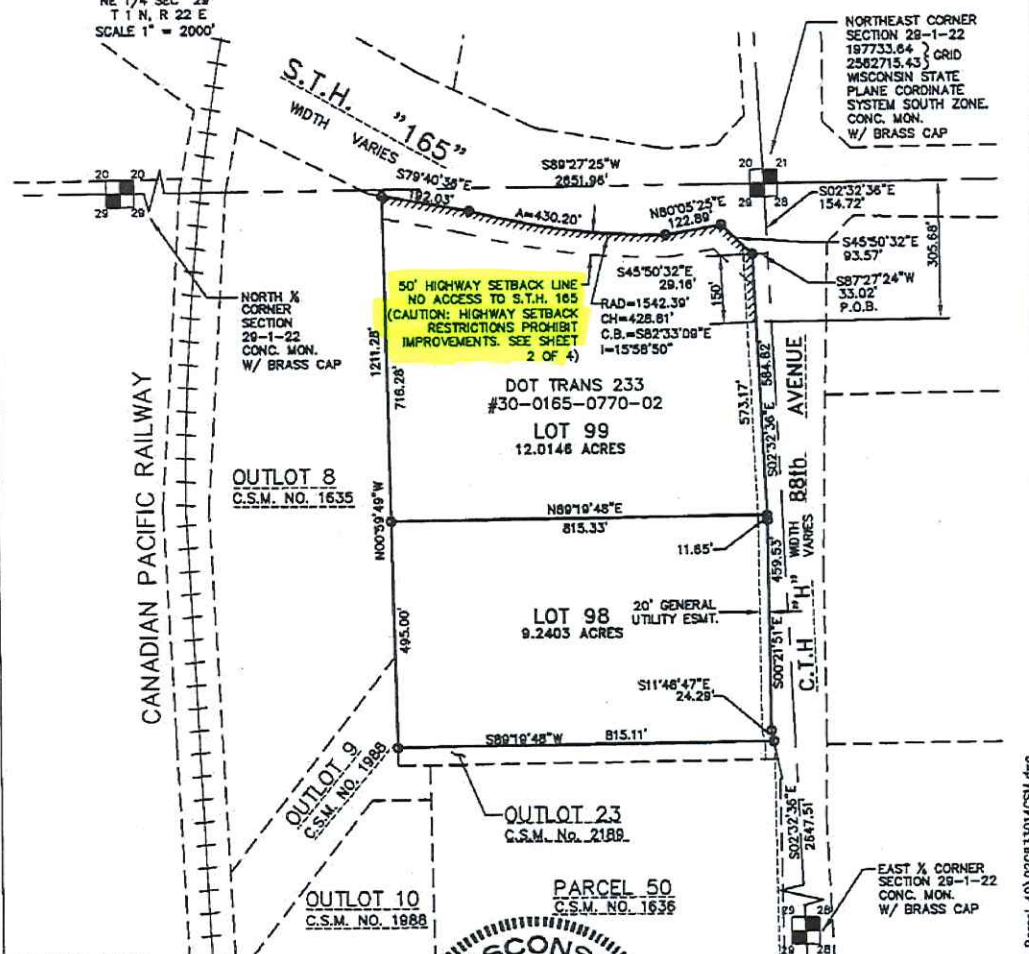 NE 1/4 SEC 29
T 1 N, R 22 E
SCALE 1" = 2000'
NORTHEAST CORNER
SECTION 29-1-22
197733.64
2562715.43
GRID
WISCONSIN STATE
PLANE CORDINATE
SYSTEM SOUTH ZONE.
CONC. MON.
W/ BRASS CAP
S.T.H. "165"
WIDTH VARIES
S89°27'25"W
2651.96'
S79°40'36"E
192.03'
A=430.20'
N80°05'25"E
122.89'
20 21
29 28
S02°32'36"E
154.72'
S45°50'32"E
93.57'
305.68'
S87°27'24"W
33.02'
P.O.B.
20 20
29 29
NORTH ¼
CORNER
SECTION
29-1-22
CONC. MON.
W/ BRASS CAP
50' HIGHWAY SETBACK LINE
NO ACCESS TO S.T.H. 165
(CAUTION: HIGHWAY SETBACK
RESTRICTIONS PROHIBIT
IMPROVEMENTS. SEE SHEET
2 OF 4)
S45°50'32"E
29.16'
RAD=1542.39'
CH=428.81'
C.B.=S82°33'09"E
I=15°58'50"
150'
1211.28'
716.28'
DOT TRANS 233
#30-0165-0770-02
LOT 99
12.0146 ACRES
573.17'
584.82'
S02°32'36"E
88th AVENUE
CANADIAN PACIFIC RAILWAY
OUTLOT 8
C.S.M. NO. 1635
N00°59'49"W
N89°19'48"E
815.33'
11.65'
459.53'
WIDTH VARIES
C.T.H "H"
LOT 98
9.2403 ACRES
20' GENERAL
UTILITY ESMT.
495.00'
S00°21'51"E
S11°46'47"E
24.29'
S89°19'48"W 815.11'
OUTLOT 9
C.S.M. NO. 1988
OUTLOT 23
C.S.M. No. 2189
S02°32'36"E
2647.51'
OUTLOT 10
C.S.M. NO. 1988
PARCEL 50
C.S.M. NO. 1636
EAST ¼ CORNER
SECTION 29-1-22
CONC. MON.
W/ BRASS CAP
29 28
29 28
SCONS